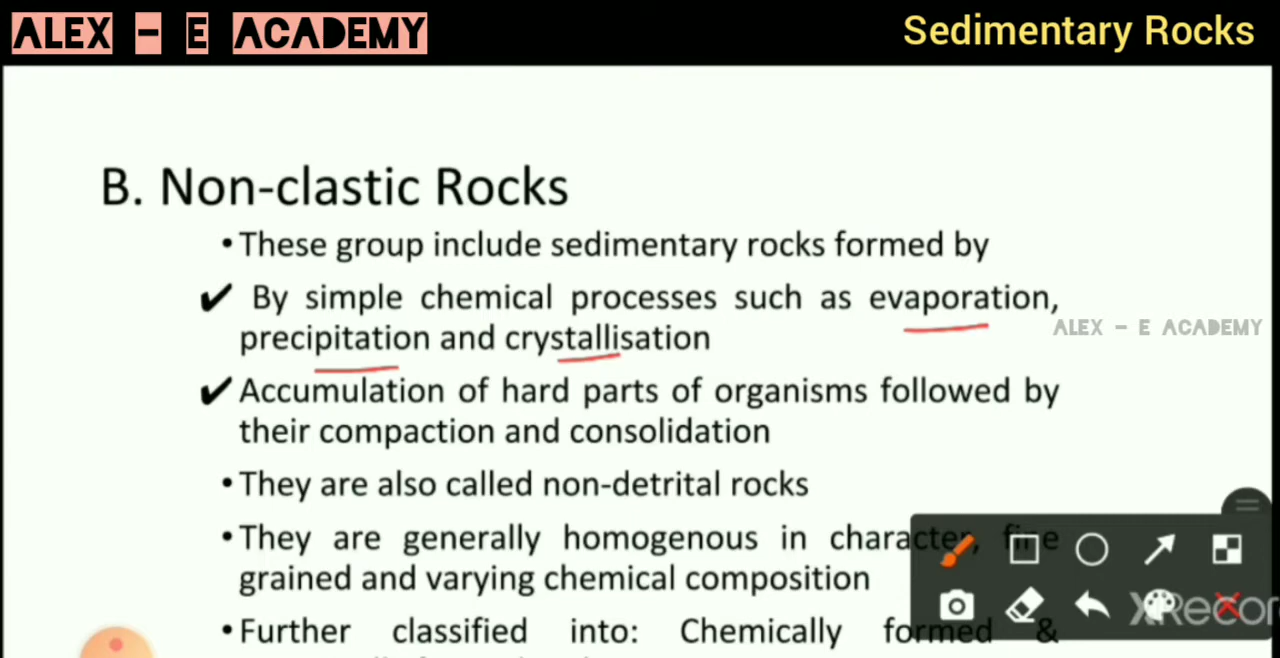 ALEX - E ACADEMY
Sedimentary Rocks
B. Non-clastic Rocks
•These group include sedimentary rocks formed by
✔ By simple chemical processes such as evaporation,
precipitation and crystallisation
ALEX - E ACADEMY
✔Accumulation of hard parts of organisms followed by
their compaction and consolidation
•They are also called non-detrital rocks
•They are generally homogenous in character, fine
grained and varying chemical composition
XRecor
•Further classified into: Chemically formed &